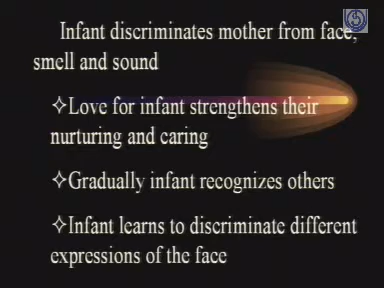 Infant discriminates mother from face,
smell and sound
✧Love for infant strengthens their
nurturing and caring
✧Gradually infant recognizes others
✧Infant learns to discriminate different
expressions of the face